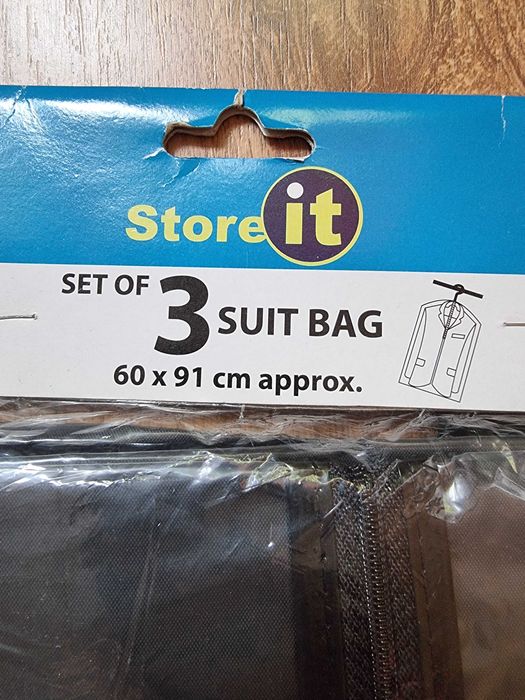 Store it
SET OF 3 SUIT BAG
60 x 91 cm approx.